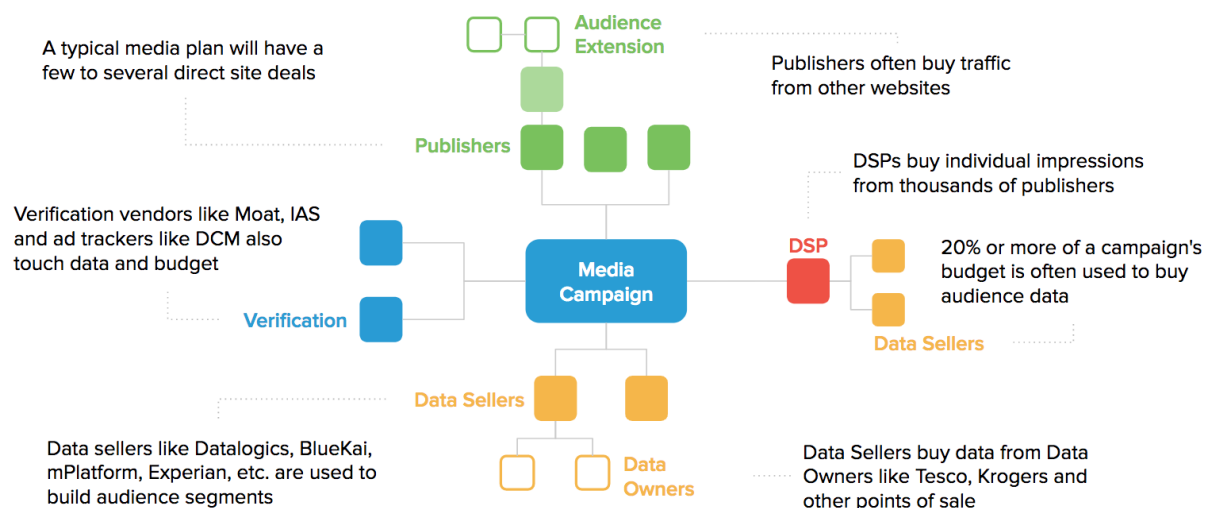 Audience
Extension
A typical media plan will have a
few to several direct site deals
Publishers often buy traffic
from other websites
Publishers
DSPs buy individual impressions
from thousands of publishers
Verification vendors like Moat, IAS
and ad trackers like DCM also
touch data and budget
DSP
20% or more of a campaign's
budget is often used to buy
audience data
Media
Campaign
Verification
Data Sellers
Data Sellers
Data sellers like Datalogics, BlueKai,
mPlatform, Experian, etc. are used to
build audience segments
Data
Owners
Data Sellers buy data from Data
Owners like Tesco, Krogers and
other points of sale